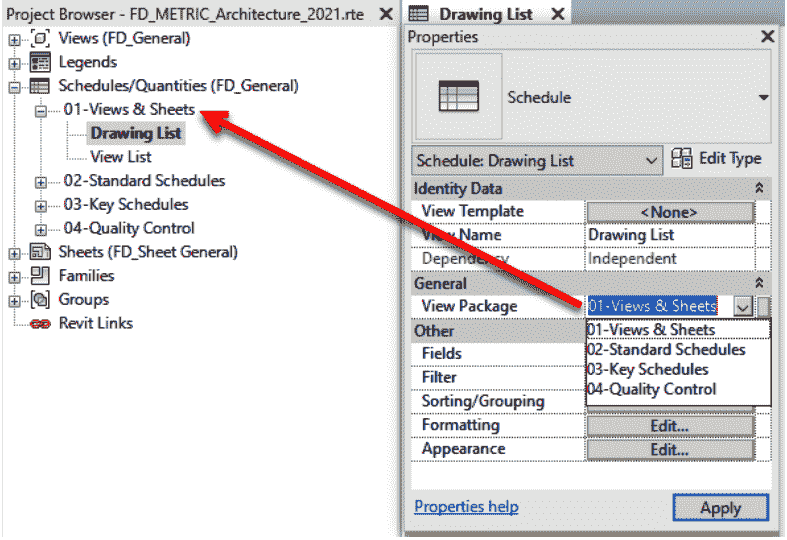 Project Browser - FD_METRIC_Architecture_2021.rte
Views (FD_General)
Legends
Schedules/Quantities (FD_General)
01-Views & Sheets
Drawing List
View List
02-Standard Schedules
03-Key Schedules
04-Quality Control
Sheets (FD_Sheet General)
Families
Groups
Revit Links
Drawing List
Properties
Schedule
Schedule: Drawing List
Edit Type
Identity Data
View Template <None>
View Name Drawing List
Dependency Independent
General
View Package 01-Views & Sheets
01-Views & Sheets
02-Standard Schedules
03-Key Schedules
04-Quality Control
Other
Fields
Filter
Sorting/Grouping
Formatting Edit...
Appearance Edit...
Properties help
Apply